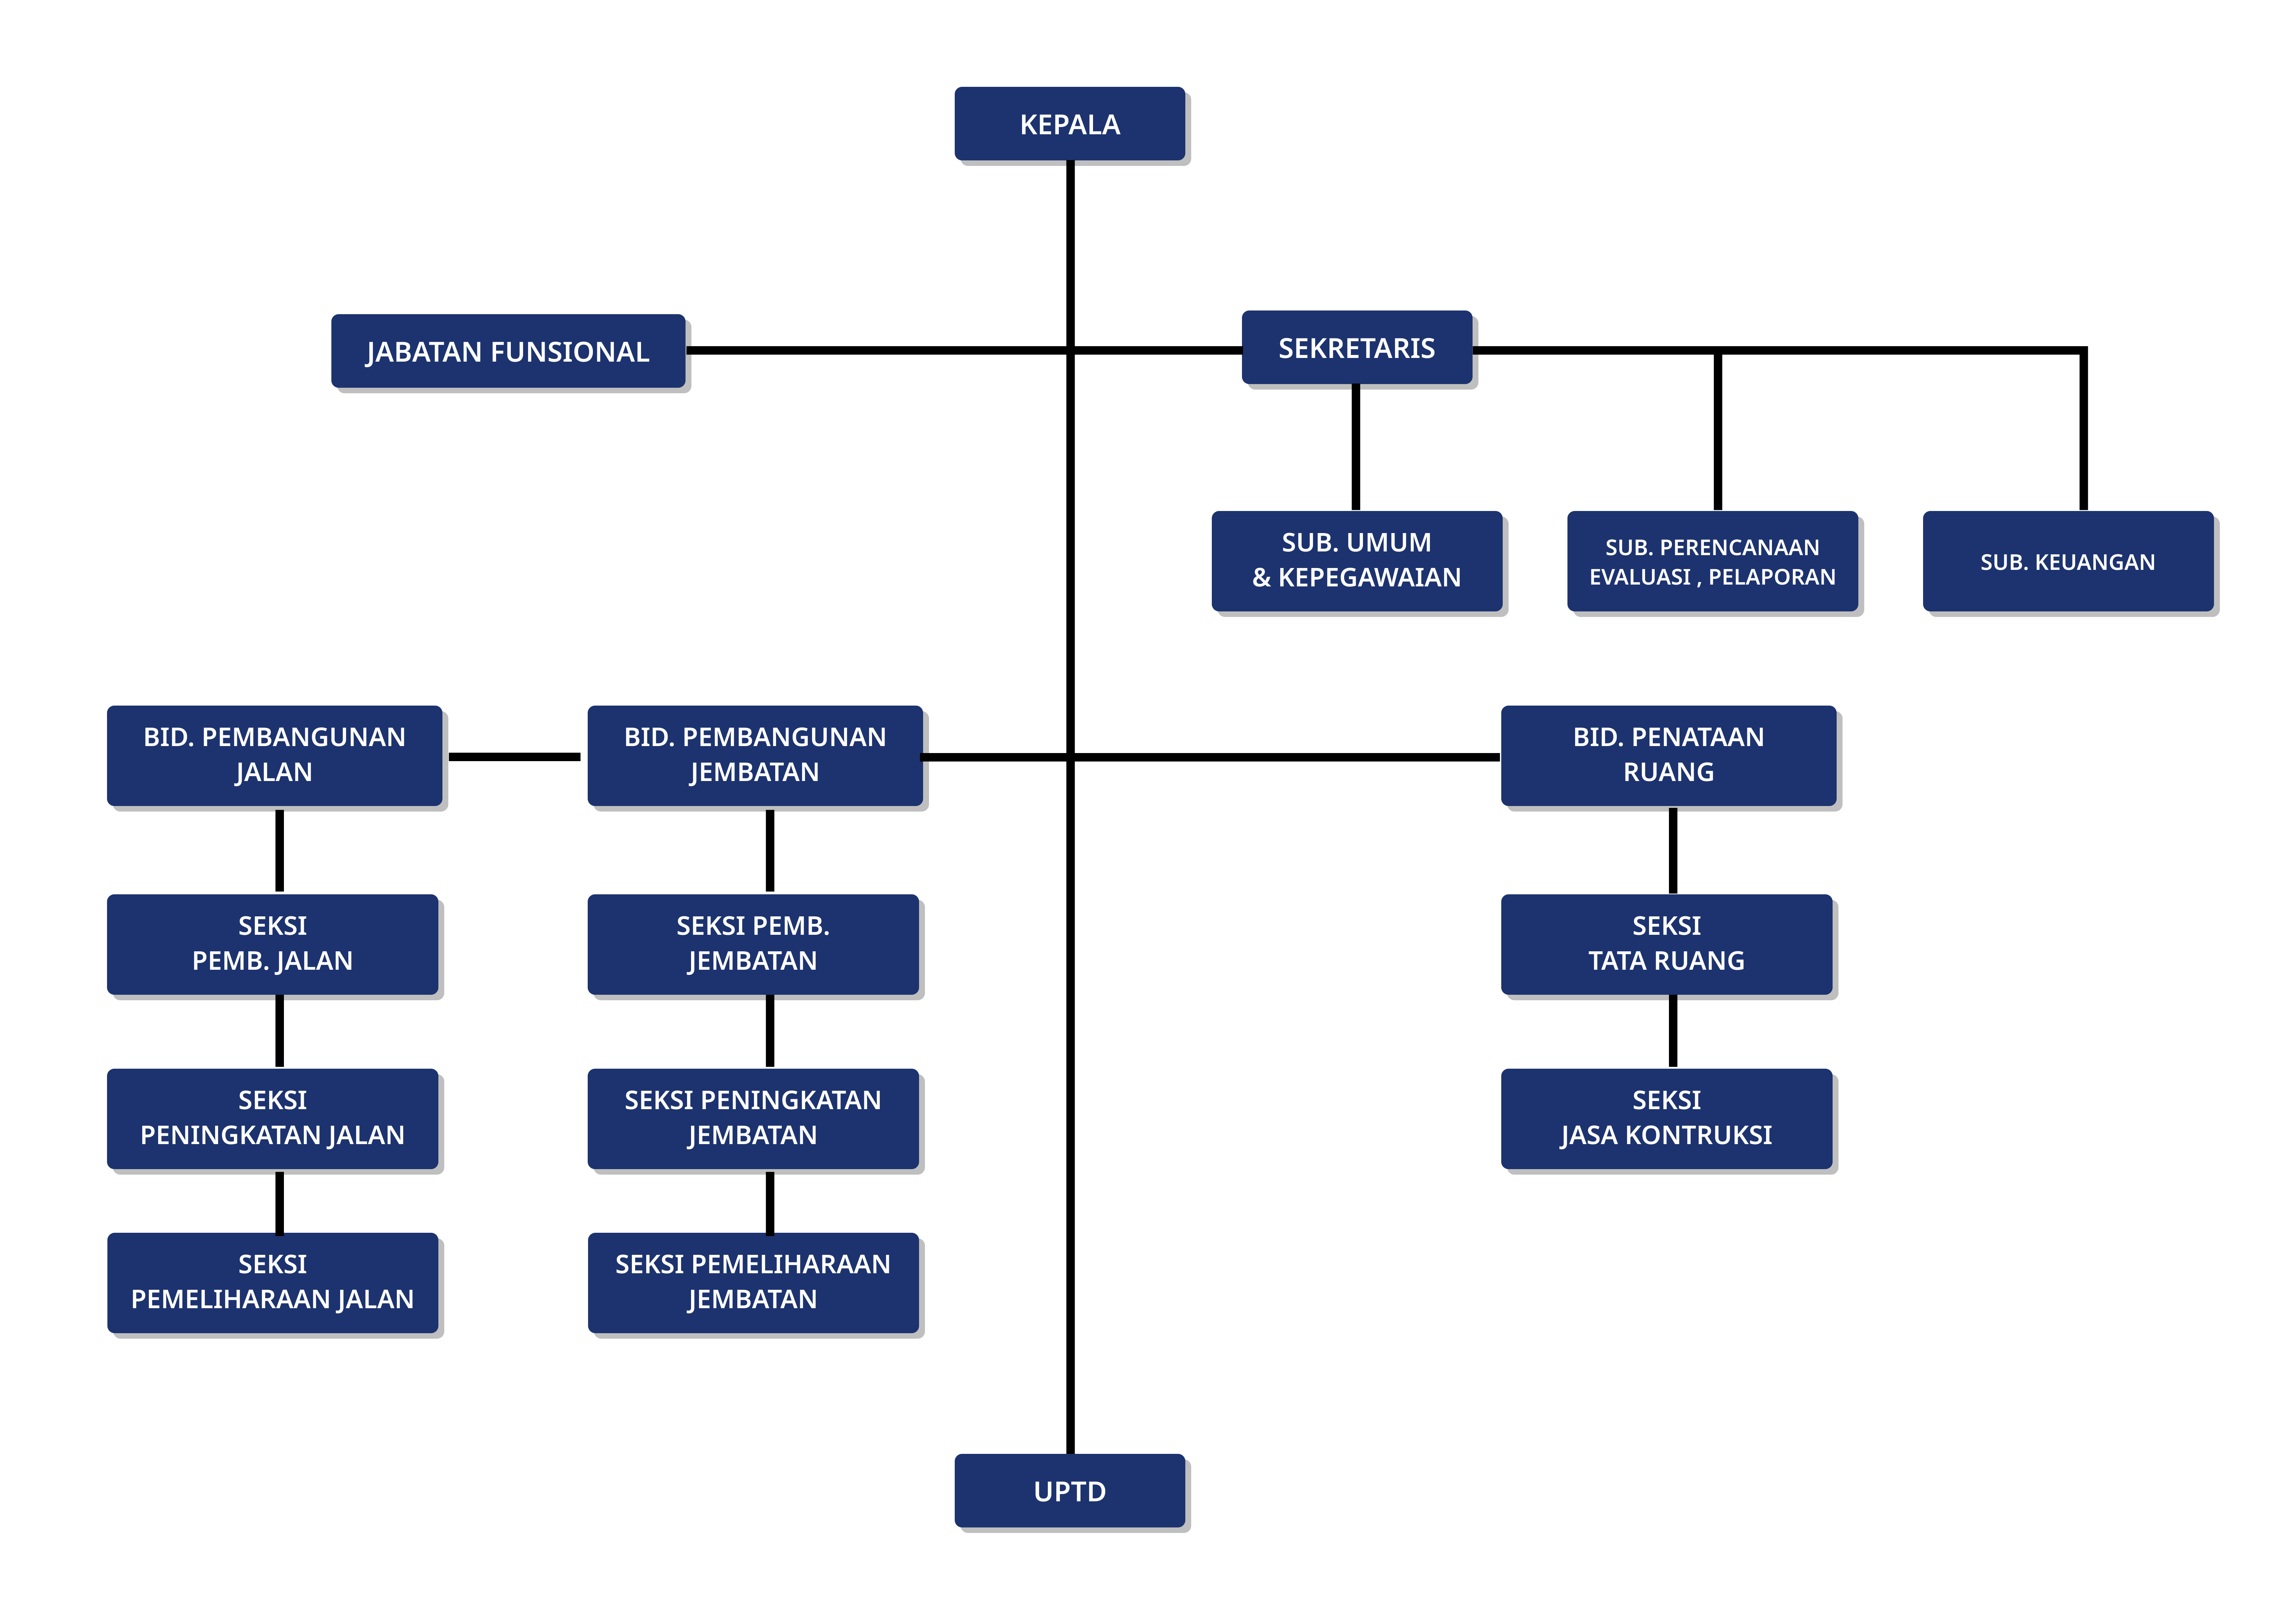 KEPALA
JABATAN FUNSIONAL
SEKRETARIS
SUB. UMUM
& KEPEGAWAIAN
SUB. PERENCANAAN
EVALUASI , PELAPORAN
SUB. KEUANGAN
BID. PEMBANGUNAN
JALAN
BID. PEMBANGUNAN
JEMBATAN
BID. PENATAAN
RUANG
SEKSI
PEMB. JALAN
SEKSI PEMB.
JEMBATAN
SEKSI
TATA RUANG
SEKSI
PENINGKATAN JALAN
SEKSI PENINGKATAN
JEMBATAN
SEKSI
JASA KONTRUKSI
SEKSI
PEMELIHARAAN JALAN
SEKSI PEMELIHARAAN
JEMBATAN
UPTD